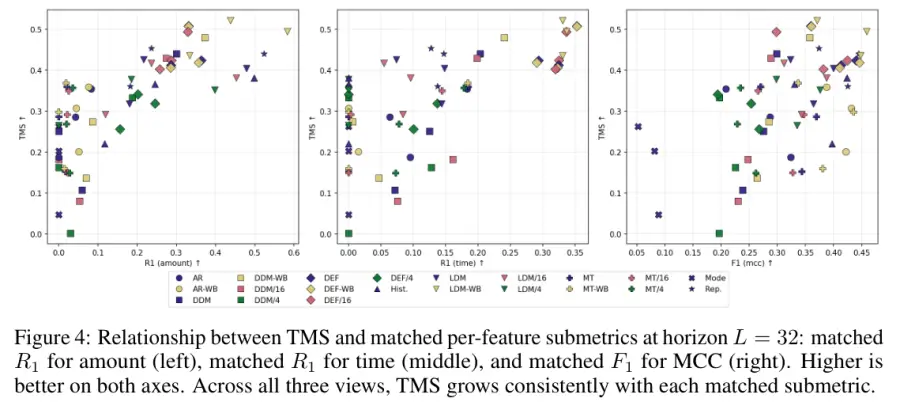 0.5
0.4
0.3
0.2
0.1
0.0
TMS ↑
0.0 0.1 0.2 0.3 0.4 0.5 0.6
R1 (amount) ↑
0.5
0.4
0.3
0.2
0.1
0.0
TMS ↑
0.00 0.05 0.10 0.15 0.20 0.25 0.30 0.35
R1 (time) ↑
0.5
0.4
0.3
0.2
0.1
0.0
TMS ↑
0.05 0.10 0.15 0.20 0.25 0.30 0.35 0.40 0.45
F1 (mcc) ↑
AR DDM-WB DEF DEF/4 LDM LDM/16 MT MT/16 Mode
AR-WB DDM/16 DEF-WB Hist. LDM-WB LDM/4 MT-WB MT/4 Rep.
DDM DDM/4 DEF/16
Figure 4: Relationship between TMS and matched per-feature submetrics at horizon L = 32: matched
R1 for amount (left), matched R1 for time (middle), and matched F1 for MCC (right). Higher is
better on both axes. Across all three views, TMS grows consistently with each matched submetric.